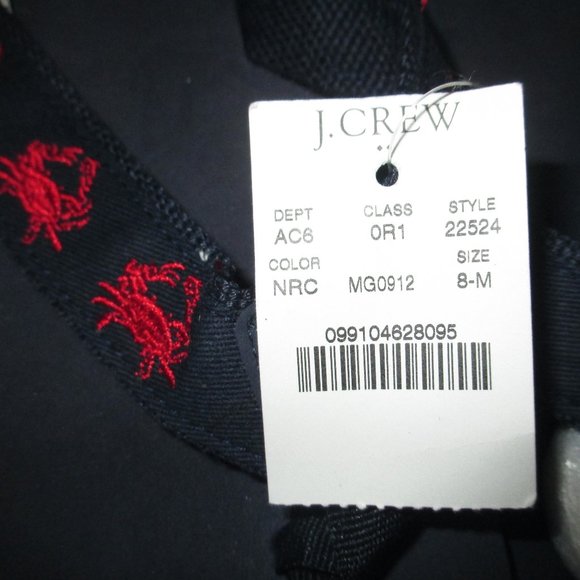 J.CREW
DEPT CLASS STYLE
AC6 0R1 22524
COLOR SIZE
NRC MG0912 8-M
099104628095